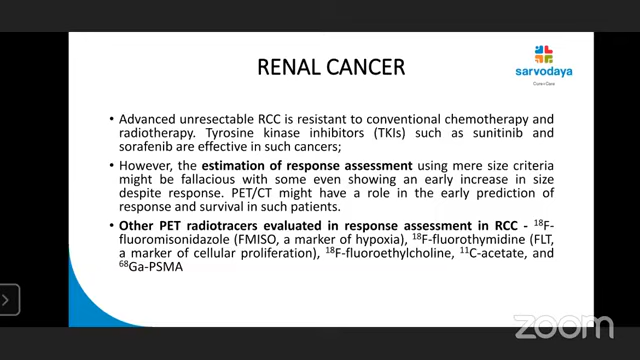 RENAL CANCER
sarvodaya
• Advanced unresectable RCC is resistant to conventional chemotherapy and
radiotherapy. Tyrosine kinase inhibitors (TKIs) such as sunitinib and
sorafenib are effective in such cancers;
• However, the estimation of response assessment using mere size criteria
might be fallacious with some even showing an early increase in size
despite response. PET/CT might have a role in the early prediction of
response and survival in such patients.
• Other PET radiotracers evaluated in response assessment in RCC - ¹⁸F-
fluoromisonidazole (FMISO, a marker of hypoxia), ¹⁸F-fluorothymidine (FLT,
a marker of cellular proliferation), ¹⁸F-fluoroethylcholine, ¹¹C-acetate, and
⁶⁸Ga-PSMA
zoom